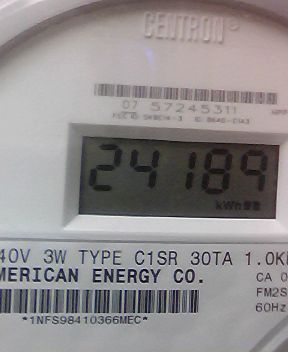 CENTRON®
07 57245311
24189
kWh
40V 3W TYPE C1SR 30TA 1.0K
MERICAN ENERGY CO.
CA 0
FM2S
60Hz
*1NFS98410366MEC*